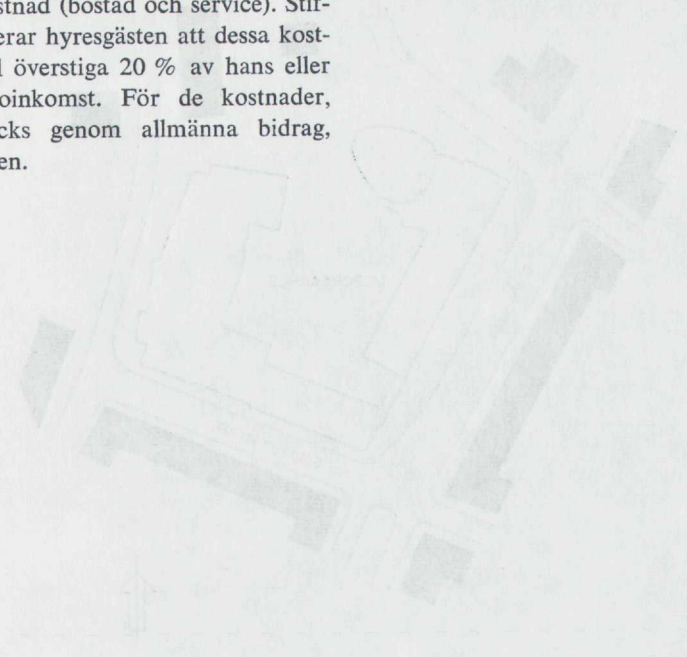 stnad (bostad och service). Stif-
erar hyresgästen att dessa kost-
l överstiga 20 % av hans eller
oinkomst. För de kostnader,
cks genom allmänna bidrag,
en.